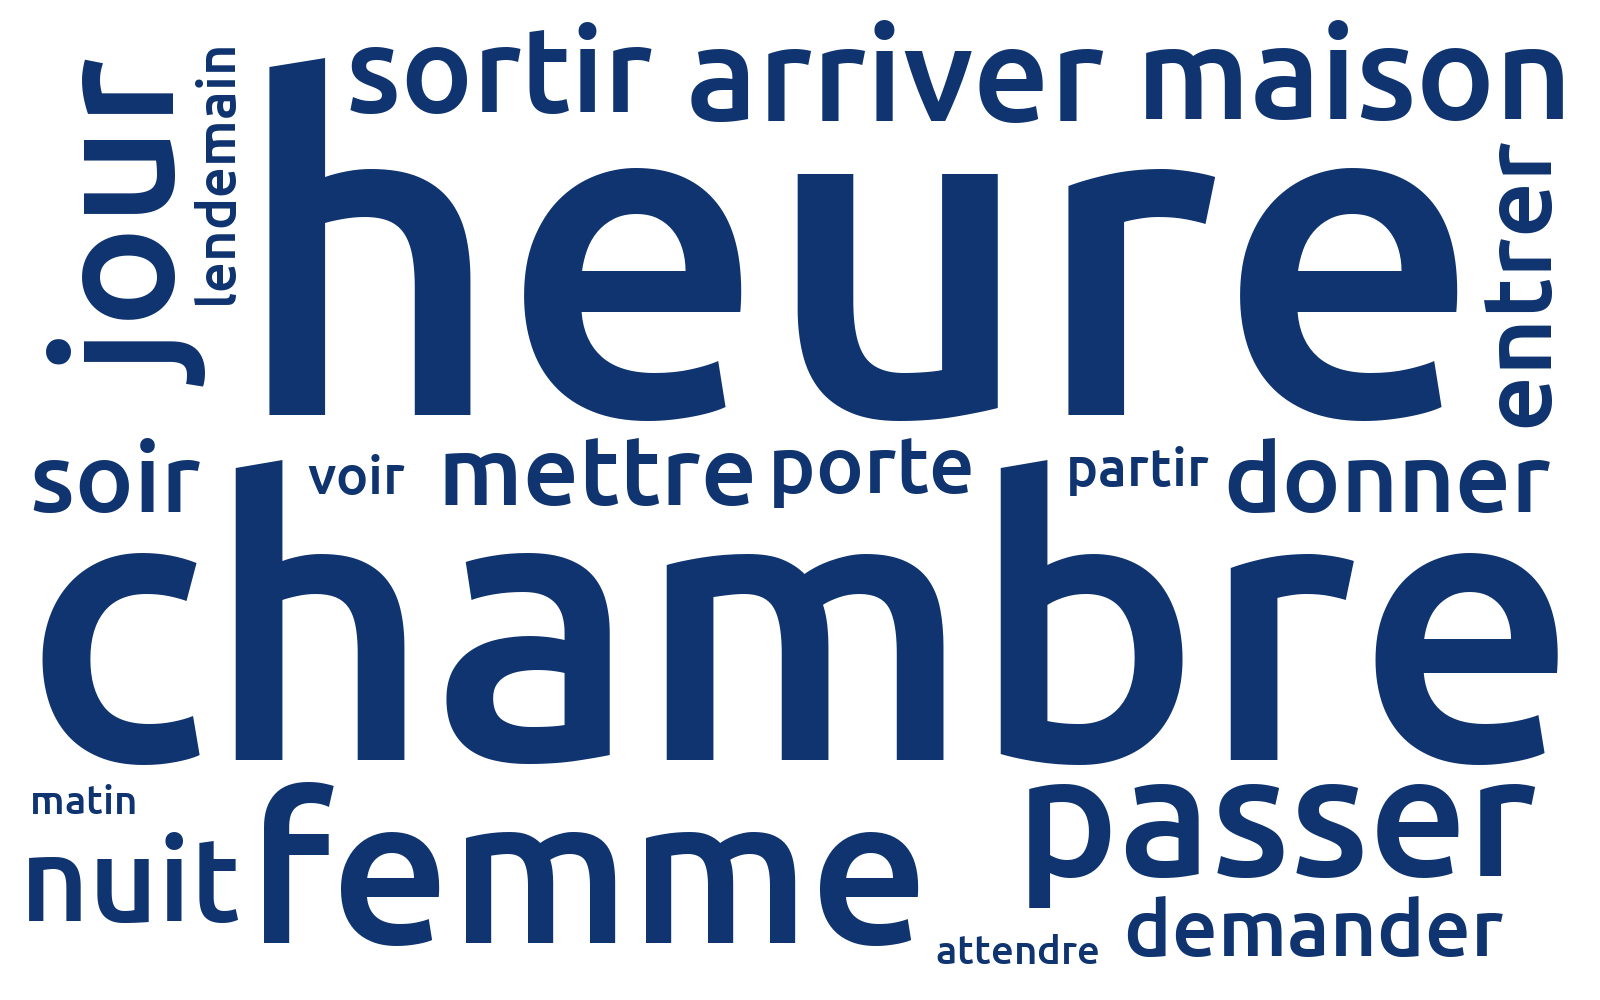 sortir arriver maison
jour
lendemain
heure
entrer
soir voir mettre porte partir donner
chambre
matin
nuit femme passer
attendre demander